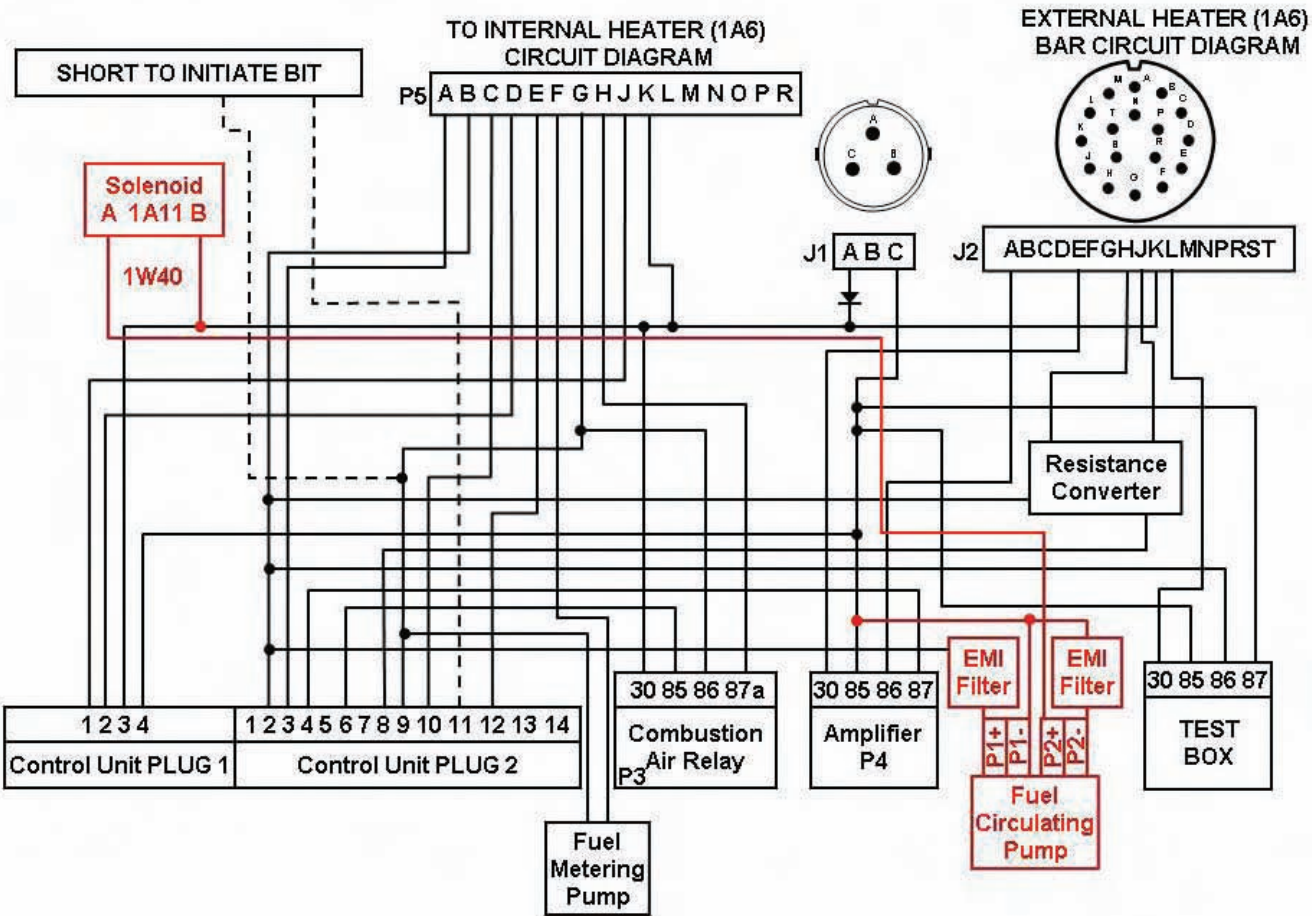 TO INTERNAL HEATER (1A6)
CIRCUIT DIAGRAM
EXTERNAL HEATER (1A6)
BAR CIRCUIT DIAGRAM
SHORT TO INITIATE BIT
P5 A B C D E F G H J K L M N O P R
M A
B
L N C
T P D
K
S R
J E
H G F
A
C B
Solenoid
A 1A11 B
1W40
J1 A B C
J2 ABCDEFGHJKLMNPRST
Resistance
Converter
EMI
Filter
EMI
Filter
P1+
P1-
P2+
P2-
Fuel
Circulating
Pump
1 2 3 4
Control Unit PLUG 1
1 2 3 4 5 6 7 8 9 10 11 12 13 14
Control Unit PLUG 2
30 85 86 87a
Combustion
Air Relay
P3
30 85 86 87
Amplifier
P4
30 85 86 87
TEST
BOX
Fuel
Metering
Pump